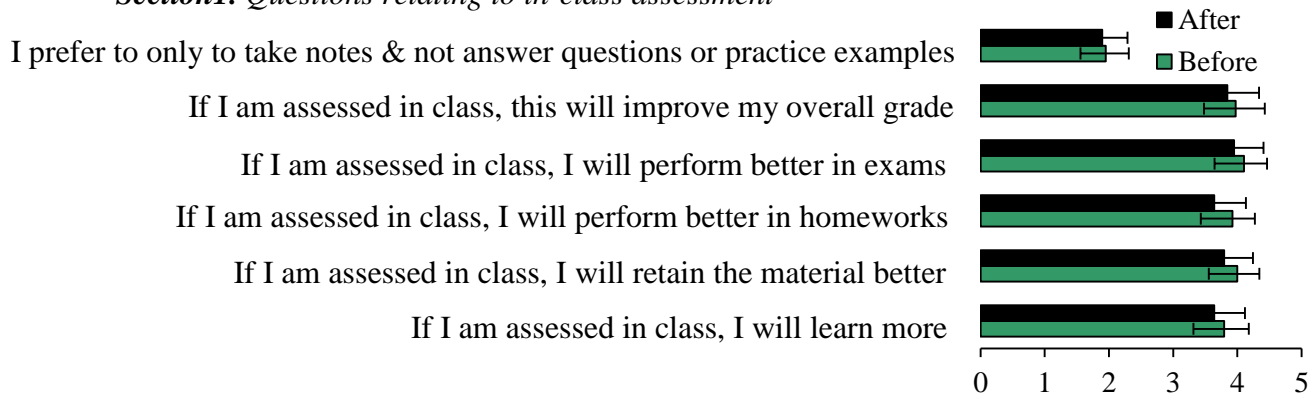 Section1: Questions relating to in-class assessment
After
I prefer to only to take notes & not answer questions or practice examples
Before
If I am assessed in class, this will improve my overall grade
If I am assessed in class, I will perform better in exams
If I am assessed in class, I will perform better in homeworks
If I am assessed in class, I will retain the material better
If I am assessed in class, I will learn more
0 1 2 3 4 5